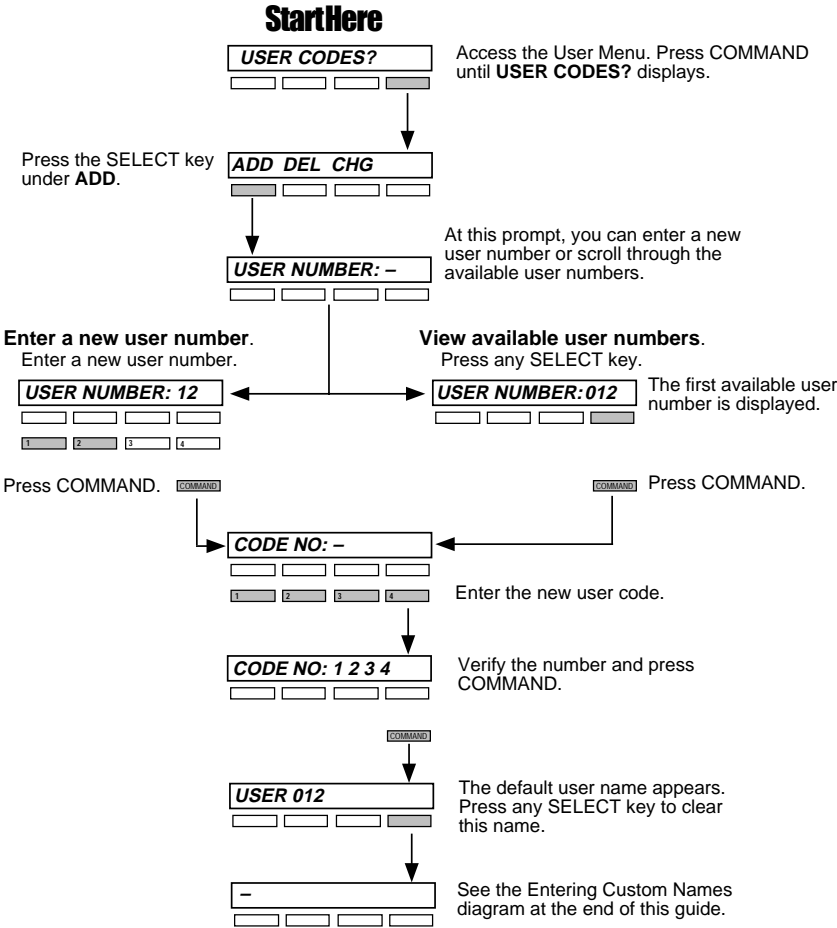 StartHere
USER CODES?
Access the User Menu. Press COMMAND
until USER CODES? displays.
Press the SELECT key
under ADD.
ADD DEL CHG
At this prompt, you can enter a new
user number or scroll through the
available user numbers.
USER NUMBER: –
Enter a new user number.
Enter a new user number.
View available user numbers.
Press any SELECT key.
USER NUMBER: 12
1 2 3 4
USER NUMBER:012
The first available user
number is displayed.
Press COMMAND. COMMAND
COMMAND Press COMMAND.
CODE NO: –
1 2 3 4
Enter the new user code.
CODE NO: 1 2 3 4
Verify the number and press
COMMAND.
COMMAND
USER 012
The default user name appears.
Press any SELECT key to clear
this name.
–
See the Entering Custom Names
diagram at the end of this guide.